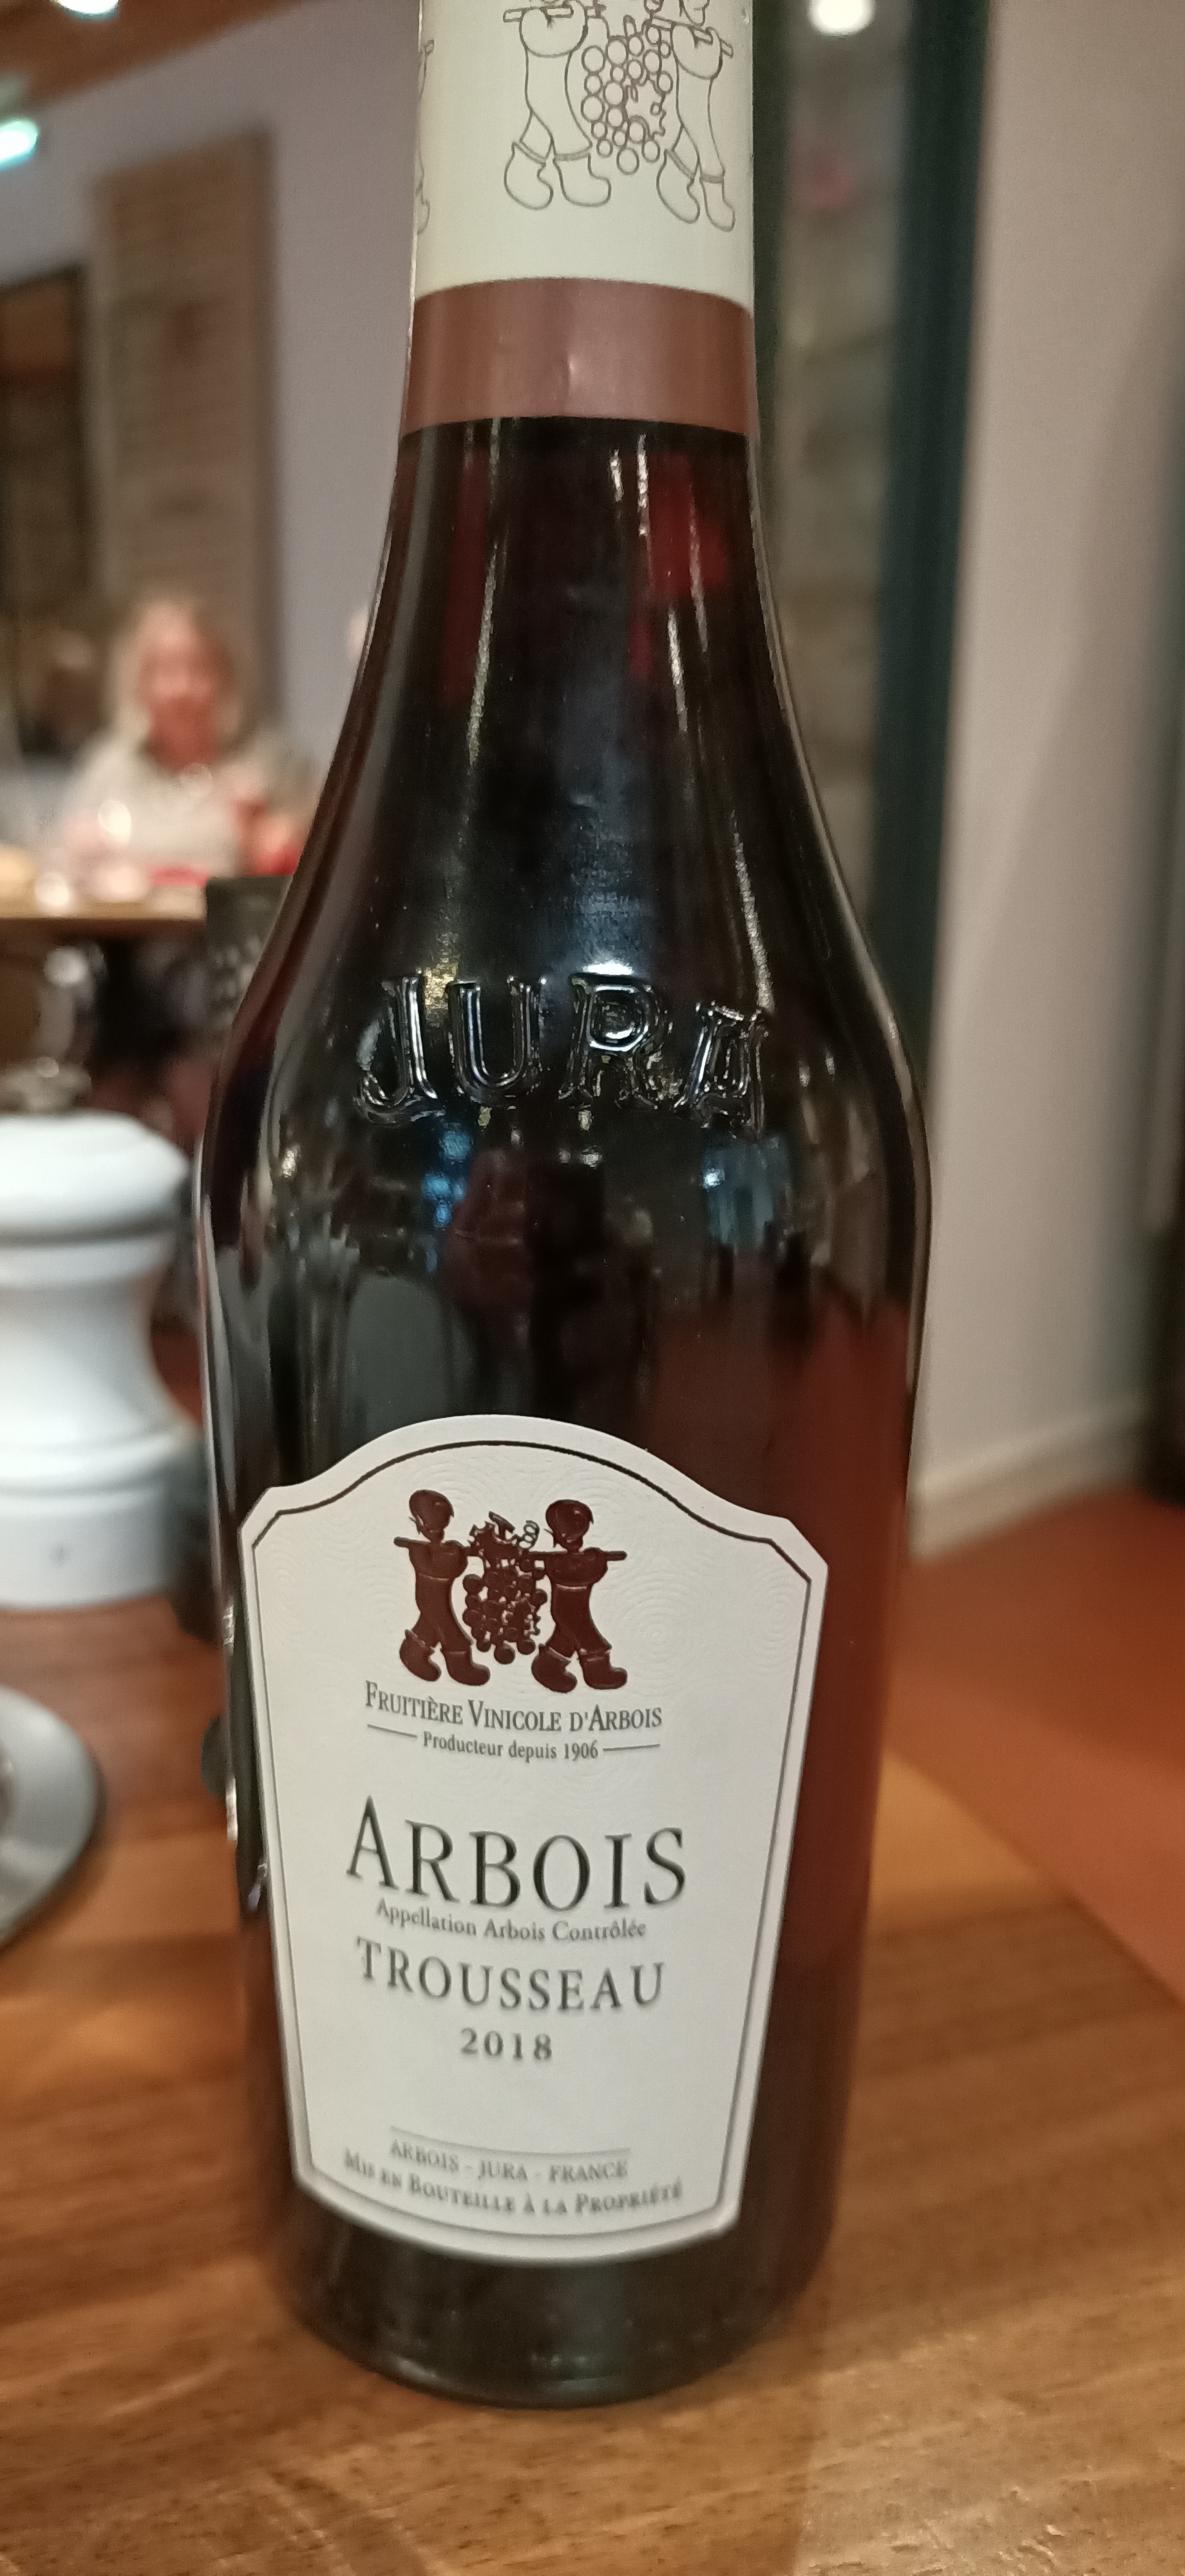 JURA
FRUITIÈRE VINICOLE D'ARBOIS
Producteur depuis 1906
ARBOIS
Appellation Arbois Contrôlée
TROUSSEAU
2018
ARBOIS - JURA - FRANCE
MIS EN BOUTEILLE À LA PROPRIÉTÉ